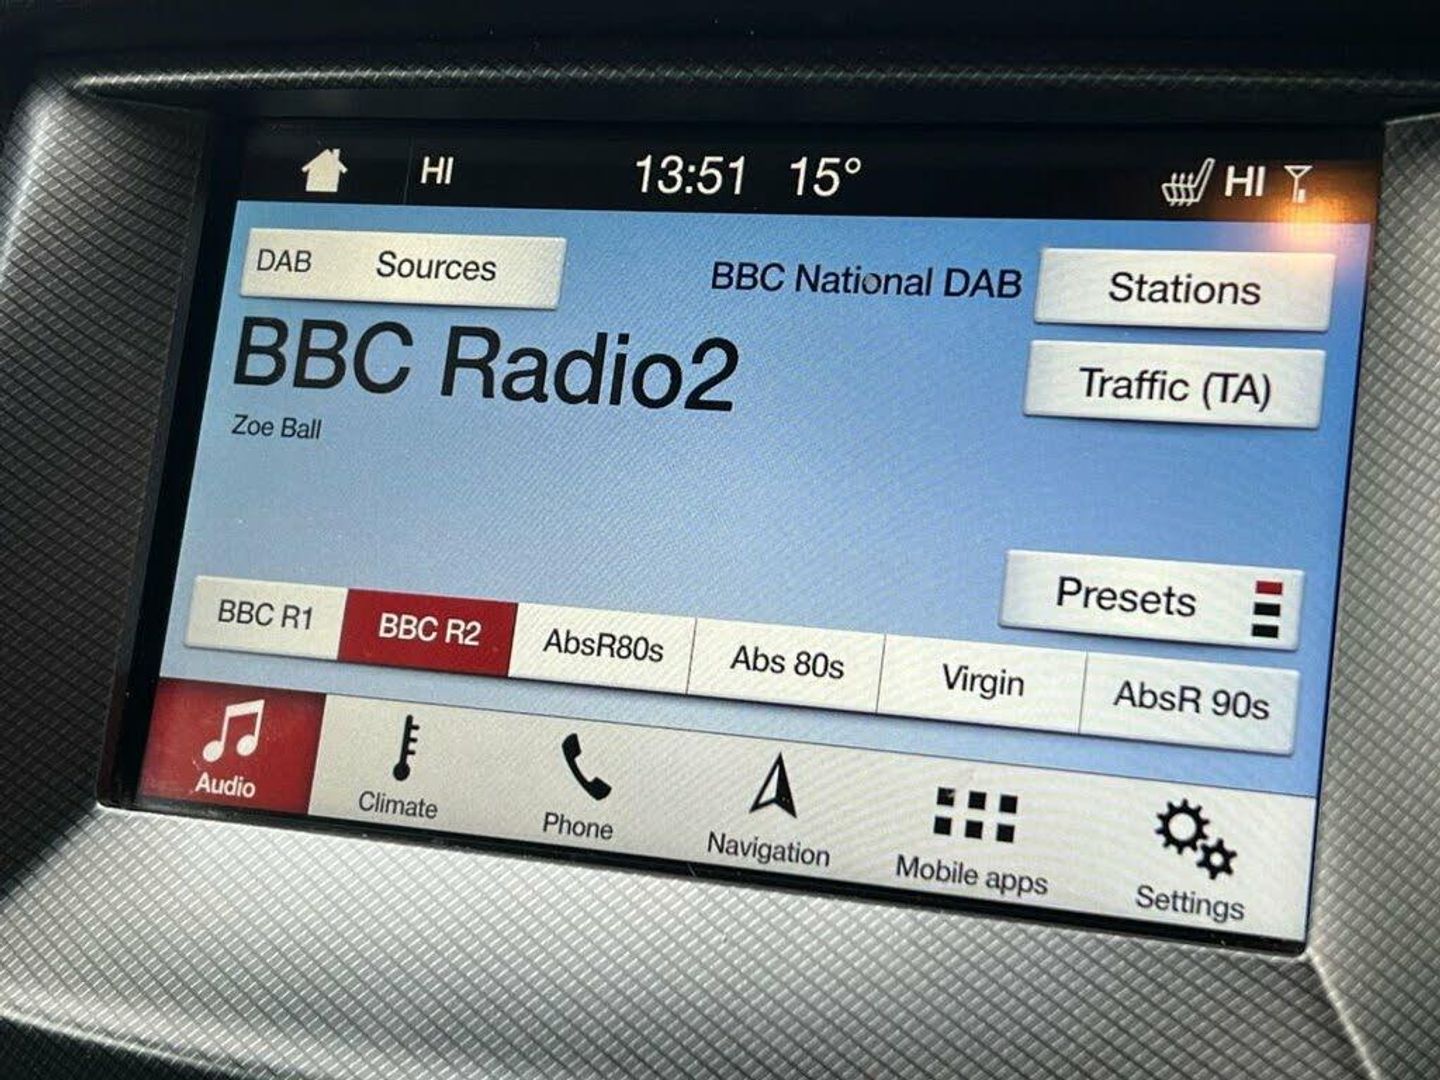 HI 13:51 15° HI
DAB Sources BBC National DAB Stations
BBC Radio2 Traffic (TA)
Zoe Ball
Presets
BBC R1 BBC R2 AbsR80s Abs 80s Virgin AbsR 90s
Audio Climate Phone Navigation Mobile apps Settings